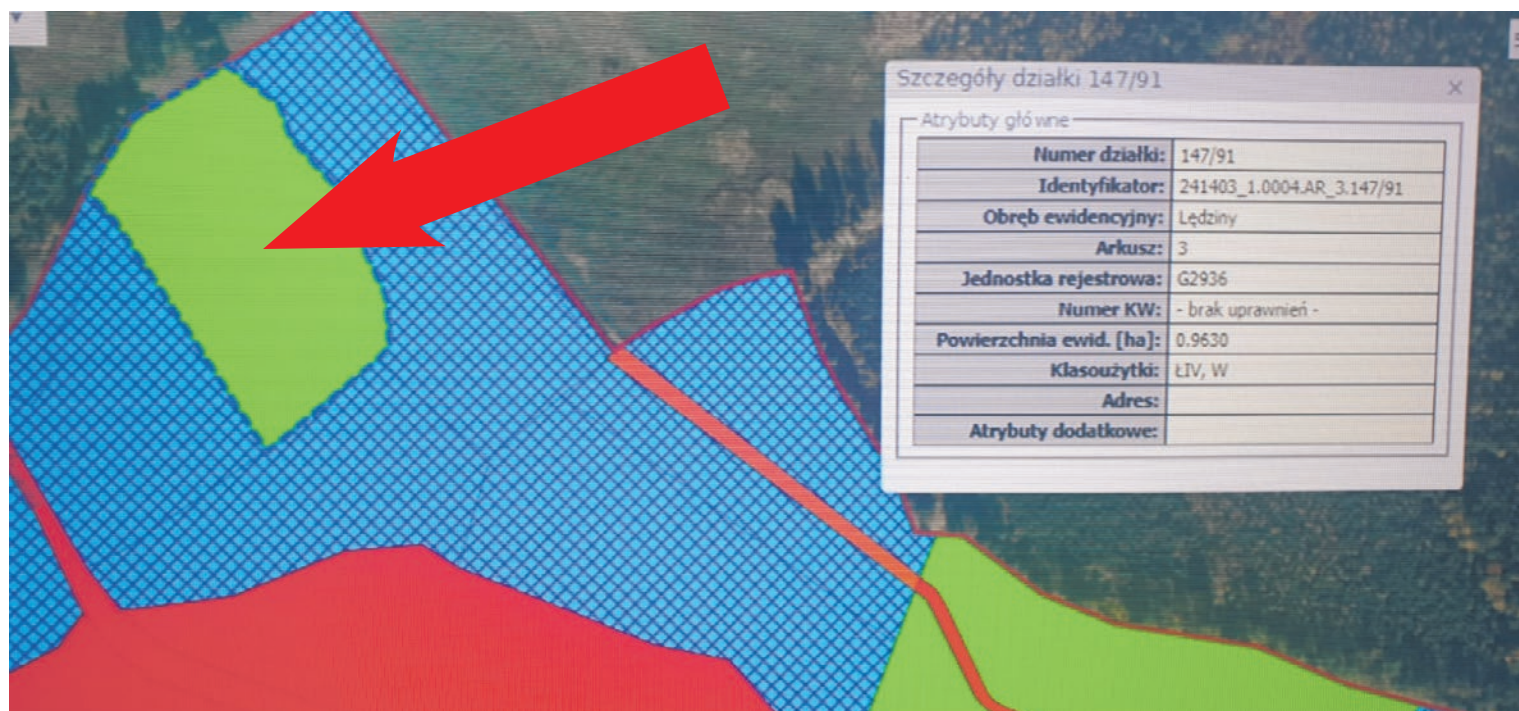 Szczegóły działki 147/91
Atrybuty główne
Numer działki: 147/91
Identyfikator: 241403_1.0004.AR_3.147/91
Obręb ewidencyjny: Lędziny
Arkusz: 3
Jednostka rejestrowa: G2936
Numer KW: - brak uprawnień -
Powierzchnia ewid. [ha]: 0.9630
Klasoużytki: ŁIV, W
Adres:
Atrybuty dodatkowe: